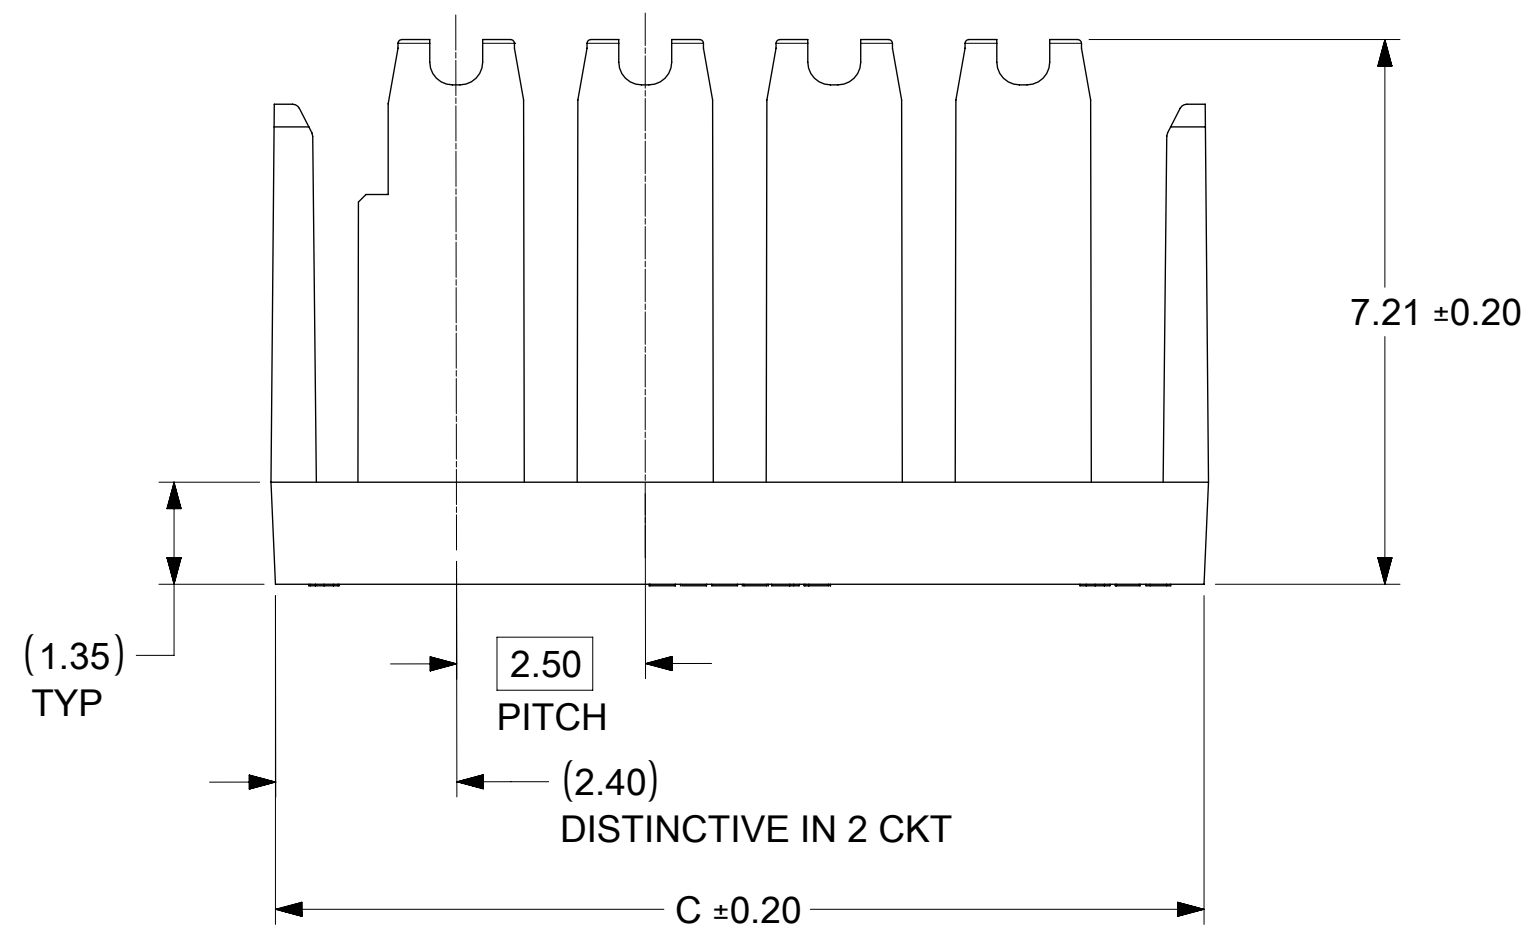 7.21 ±0.20
(1.35)
TYP
2.50
PITCH
(2.40)
DISTINCTIVE IN 2 CKT
C ±0.20